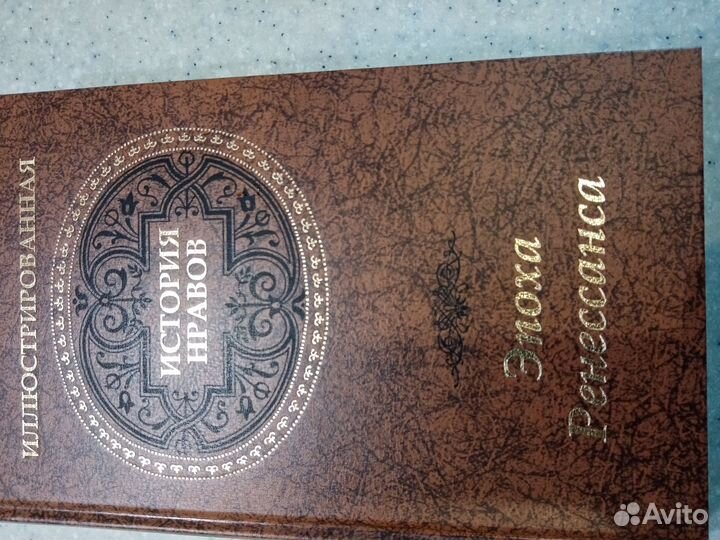 ИЛЛЮСТРИРОВАННАЯ
ИСТОРИЯ
НРАВОВ
Эпоха
Ренессанса
Avito